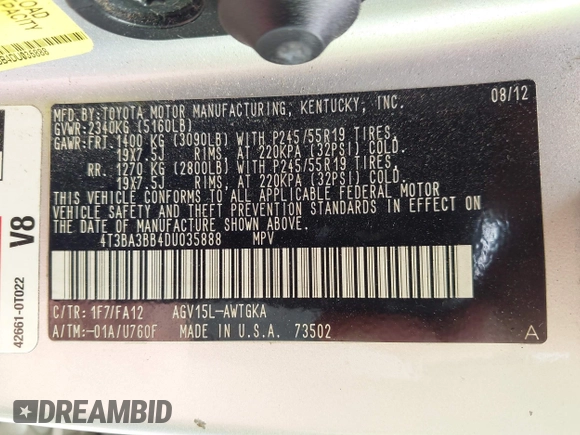 LOAD
CAPACITY
BB4DU035888
MFD.BY:TOYOTA MOTOR MANUFACTURING, KENTUCKY, INC. 08/12
GVWR:2340KG (5160LB)
GAWR:FRT.1400 KG (3090LB) WITH P245/55R19 TIRES,
19X7.5J RIMS, AT 220KPA (32PSI) COLD.
RR. 1270 KG (2800LB) WITH P245/55R19 TIRES,
19X7.5J RIMS, AT 220KPA (32PSI) COLD.
THIS VEHICLE CONFORMS TO ALL APPLICABLE FEDERAL MOTOR
VEHICLE SAFETY AND THEFT PREVENTION STANDARDS IN EFFECT ON
THE DATE OF MANUFACTURE SHOWN ABOVE.
4T3BA3BB4DU035888 MPV
C/TR: 1F7/FA12 AGV15L-AWTGKA
A/TM:-01A/U760F MADE IN U.S.A. 73502 A
V8
42661-0T022
DREAMBID